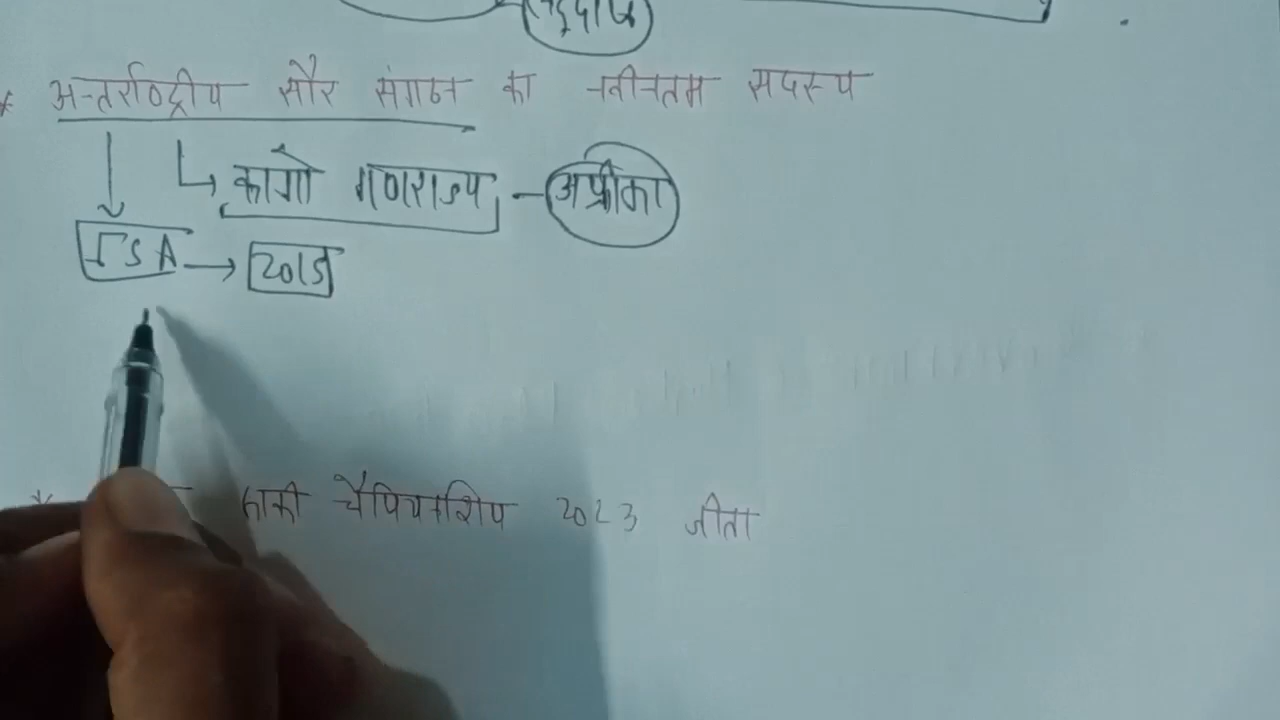 * अन्तर्राष्ट्रीय सौर संगठन का नवीनतम सदस्य
कांगो गणराज्य - अफ्रीका
ISA → 2015
हाकी चैंपियनशिप 2023 जीता